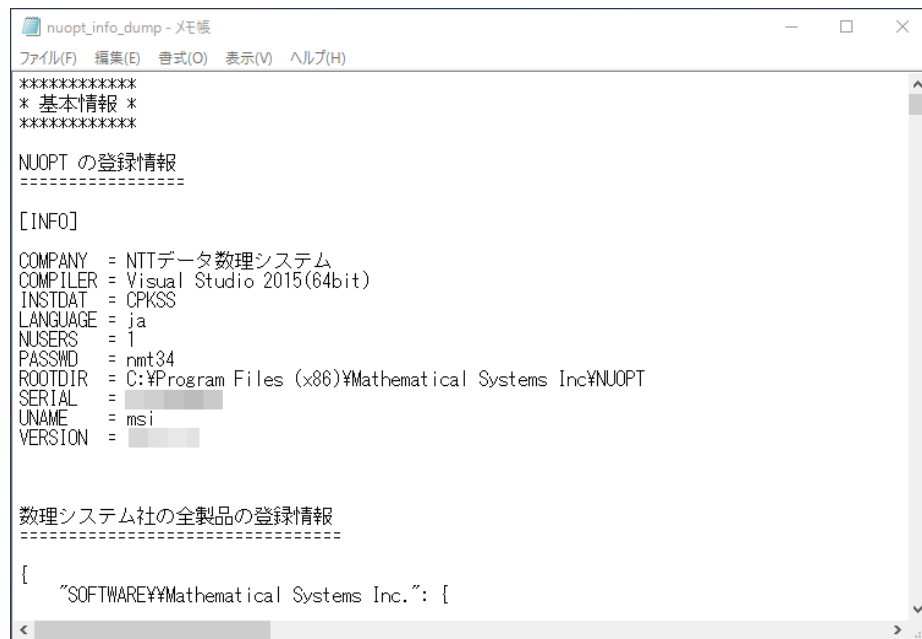 nuopt_info_dump - メモ帳
ファイル(F) 編集(E) 書式(O) 表示(V) ヘルプ(H)
************
* 基本情報 *
************
NUOPT の登録情報
=================
[INFO]
COMPANY = NTTデータ数理システム
COMPILER = Visual Studio 2015(64bit)
INSTDAT = CPKSS
LANGUAGE = ja
NUSERS = 1
PASSWD = nmt34
ROOTDIR = C:¥Program Files (x86)¥Mathematical Systems Inc¥NUOPT
SERIAL =
UNAME = msi
VERSION =
数理システム社の全製品の登録情報
=================================
{
"SOFTWARE¥¥Mathematical Systems Inc.": {